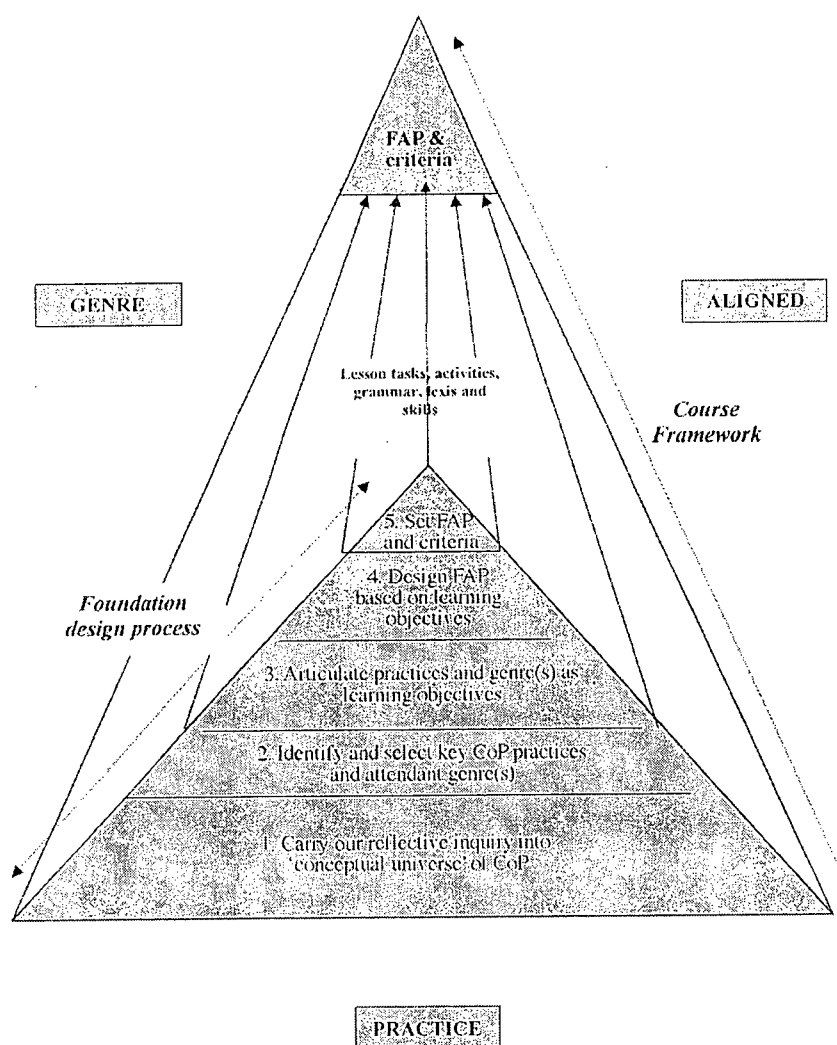 FAP &
criteria
GENRE
ALIGNED
Lesson tasks, activities,
grammar, lexis and
skills
Course
Framework
5. Set FAP
and criteria
4. Design FAP
based on learning
objectives
Foundation
design process
3. Articulate practices and genre(s) as
learning objectives
2. Identify and select key CoP practices
and attendant genre(s)
1. Carry our reflective inquiry into
'conceptual universe' of CoP
PRACTICE